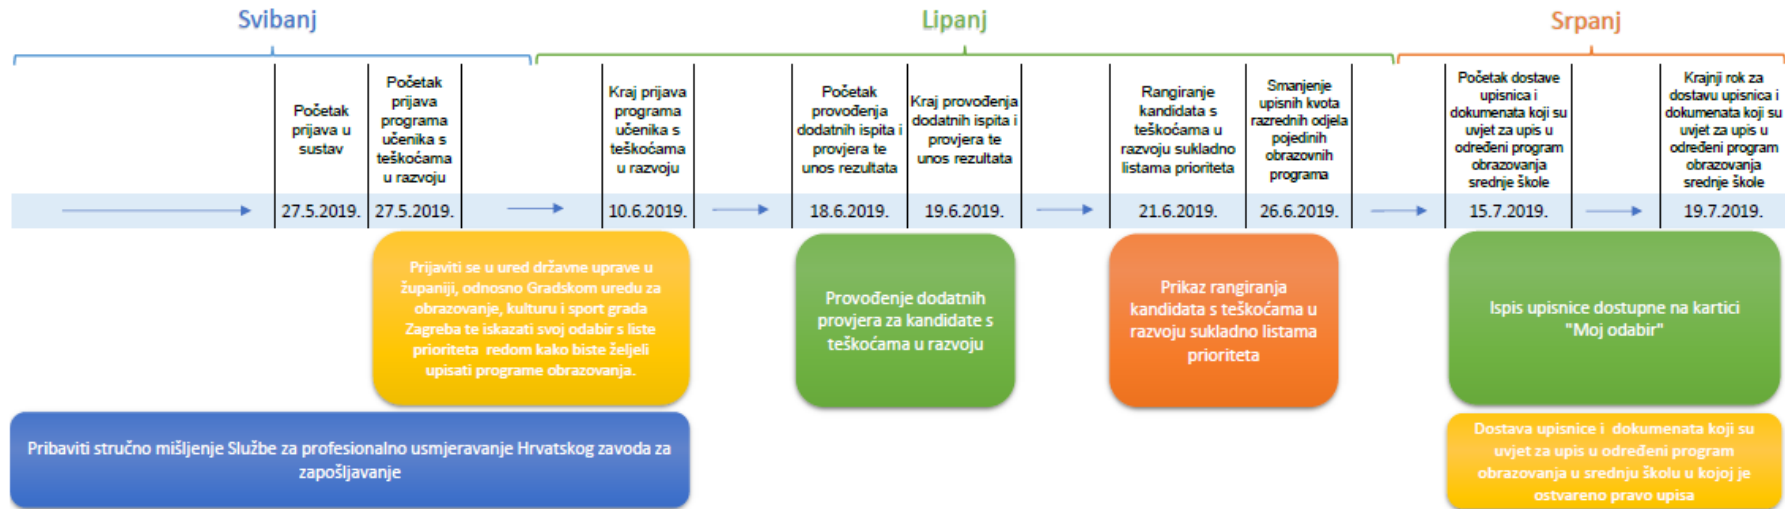 Svibanj
Lipanj
Srpanj
Početak
prijava u
sustav
Početak
prijava
programa
učenika s
teškoćama
u razvoju
Kraj prijava
programa
učenika s
teškoćama
u razvoju
Početak
provođenja
dodatnih ispita i
provjera te
unos rezultata
Kraj provođenja
dodatnih ispita i
provjera te
unos rezultata
Rangiranje
kandidata s
teškoćama u
razvoju sukladno
listama prioriteta
Smanjenje
upisnih kvota
razrednih odjela
pojedinih
obrazovnih
programa
Početak dostave
upisnica i
dokumenata koji su
uvjet za upis u
određeni program
obrazovanja
srednje škole
Krajnji rok za
dostavu upisnica i
dokumenata koji su
uvjet za upis u
određeni program
obrazovanja
srednje škole
27.5.2019.
27.5.2019.
10.6.2019.
18.6.2019.
19.6.2019.
21.6.2019.
26.6.2019.
15.7.2019.
19.7.2019.
Prijaviti se u ured državne uprave u
županiji, odnosno Gradskom uredu za
obrazovanje, kulturu i sport grada
Zagreba te iskazati svoj odabir s liste
prioriteta redom kako biste željeli
upisati programe obrazovanja.
Provođenje dodatnih
provjera za kandidate s
teškoćama u razvoju
Prikaz rangiranja
kandidata s teškoćama u
razvoju sukladno listama
prioriteta
Ispis upisnice dostupne na kartici
"Moj odabir"
Pribaviti stručno mišljenje Službe za profesionalno usmjeravanje Hrvatskog zavoda za
zapošljavanje
Dostava upisnice i dokumenata koji su
uvjet za upis u određeni program
obrazovanja u srednju školu u kojoj je
ostvareno pravo upisa